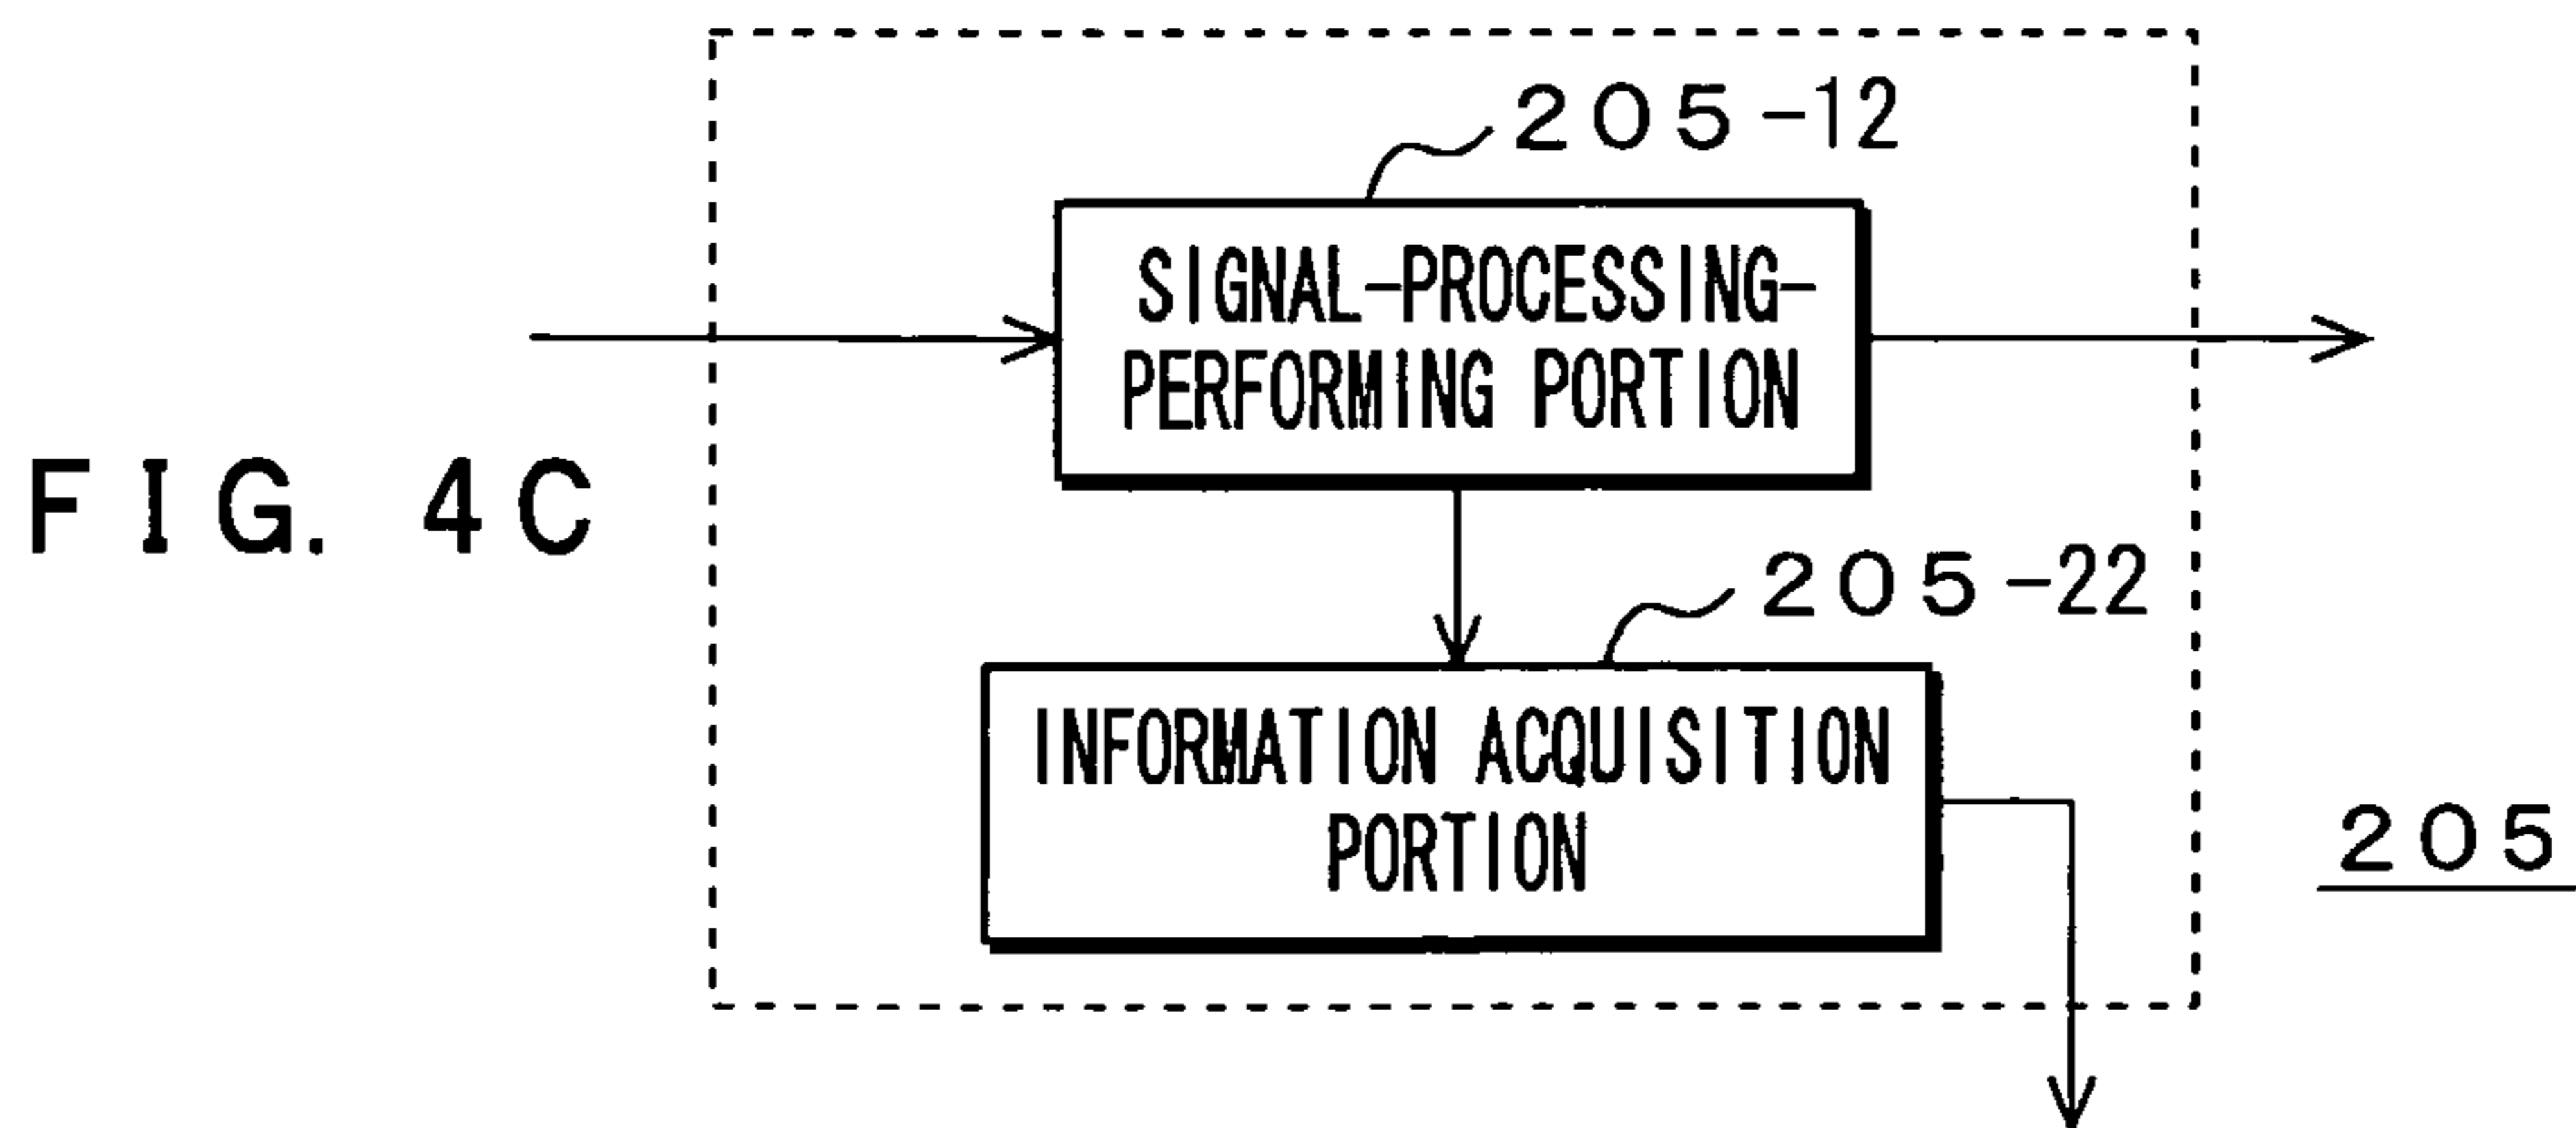 205-12
SIGNAL-PROCESSING-
PERFORMING PORTION
FIG. 4C
205-22
INFORMATION ACQUISITION
PORTION
205